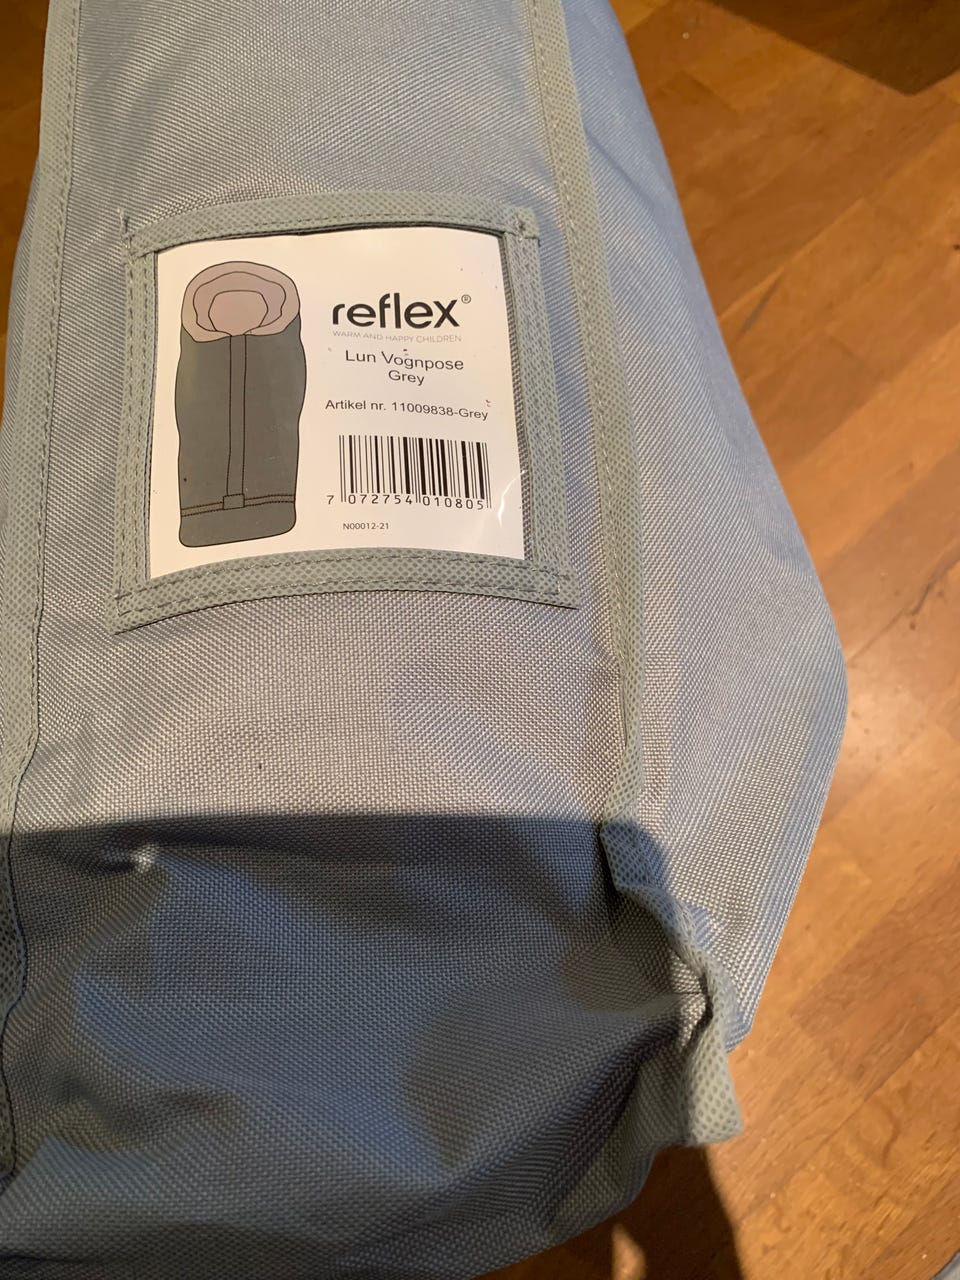 reflex®
WARM AND HAPPY CHILDREN
Lun Vognpose
Grey
Artikel nr. 11009838-Grey
7 072754 010805
N00012-21